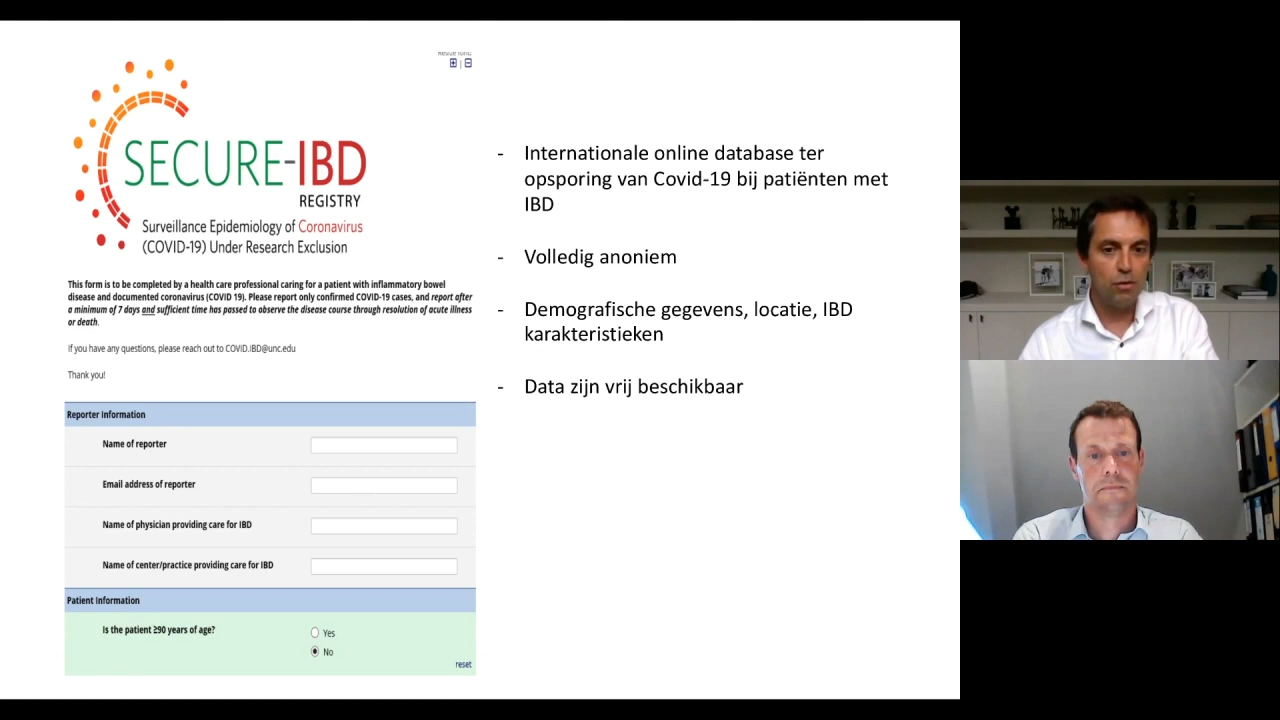 Resize font:
⊞ | ⊟
SECURE-IBD
REGISTRY
Surveillance Epidemiology of Coronavirus
(COVID-19) Under Research Exclusion
This form is to be completed by a health care professional caring for a patient with inflammatory bowel
disease and documented coronavirus (COVID 19). Please report only confirmed COVID-19 cases, and report after
a minimum of 7 days and sufficient time has passed to observe the disease course through resolution of acute illness
or death.
If you have any questions, please reach out to COVID.IBD@unc.edu
Thank you!
Reporter Information
Name of reporter
Email address of reporter
Name of physician providing care for IBD
Name of center/practice providing care for IBD
Patient Information
Is the patient ≥90 years of age?
Yes
No
reset
- Internationale online database ter
opsporing van Covid-19 bij patiënten met
IBD
- Volledig anoniem
- Demografische gegevens, locatie, IBD
karakteristieken
- Data zijn vrij beschikbaar